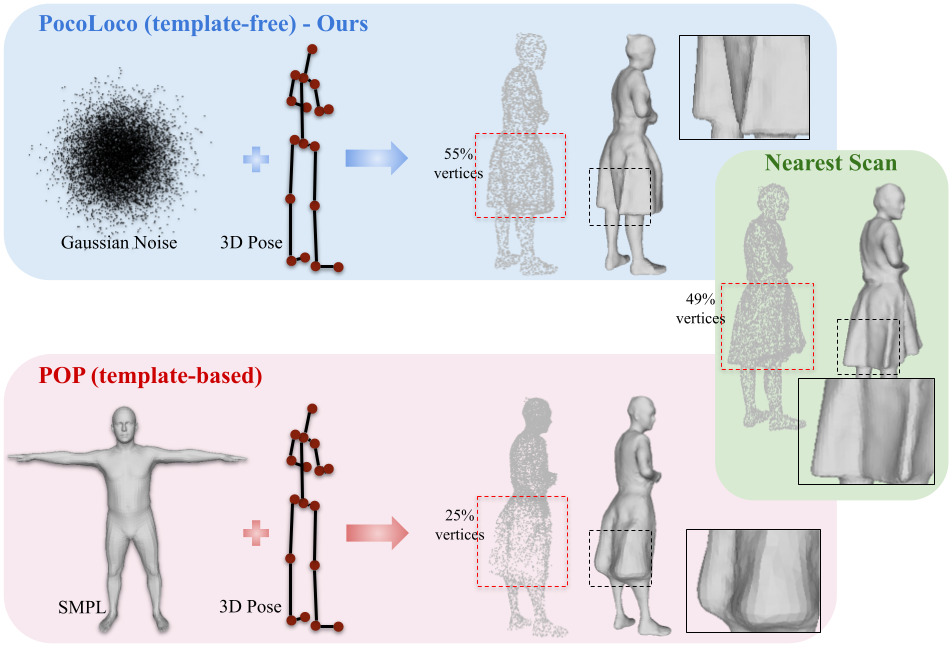 PocoLoco (template-free) - Ours
55%
vertices
Gaussian Noise
3D Pose
Nearest Scan
49%
vertices
POP (template-based)
25%
vertices
SMPL
3D Pose